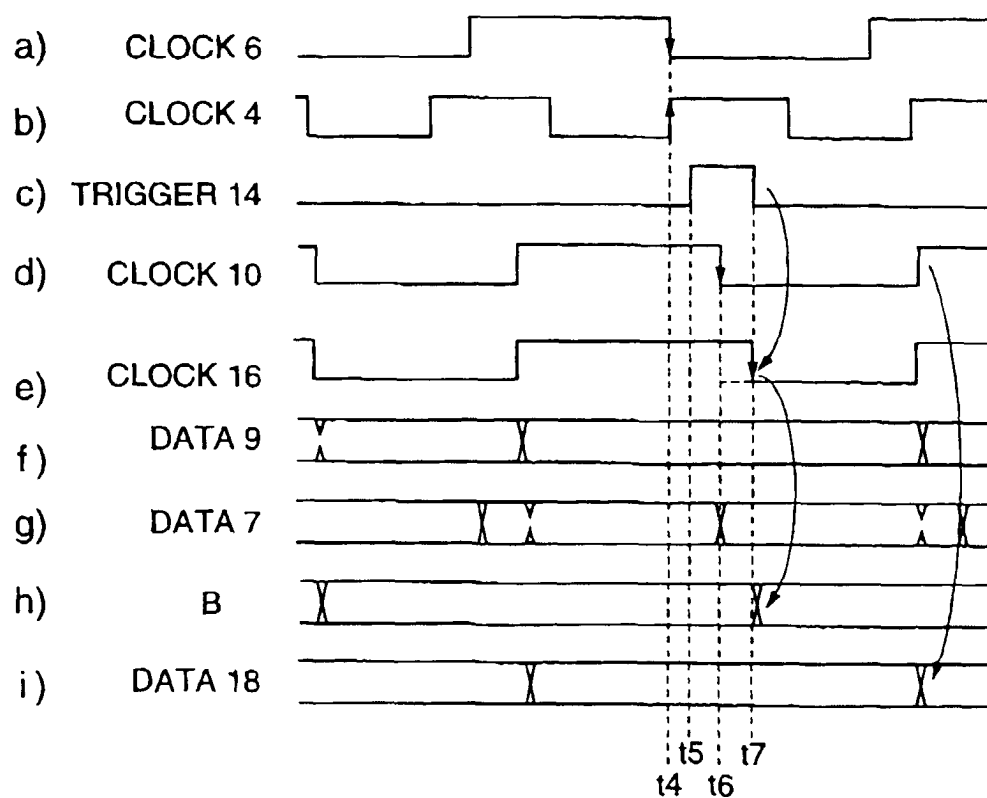 a) CLOCK 6
b) CLOCK 4
c) TRIGGER 14
d) CLOCK 10
e) CLOCK 16
f) DATA 9
g) DATA 7
h) B
i) DATA 18
t5 t7
t4 t6